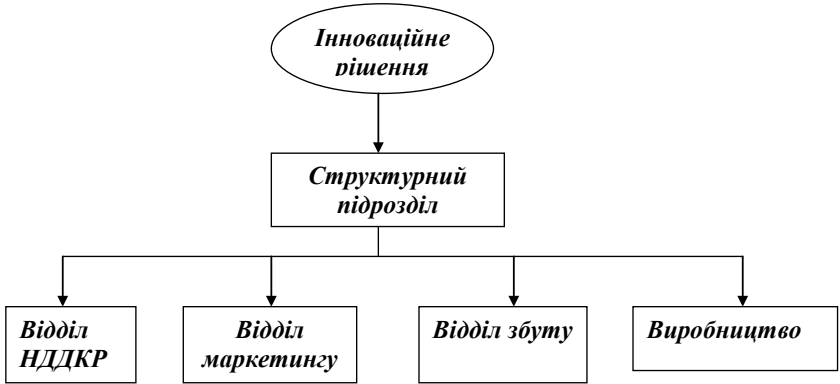 Інноваційне
рішення
Структурний
підрозділ
Відділ
НДДКР
Відділ
маркетингу
Відділ збуту
Виробництво